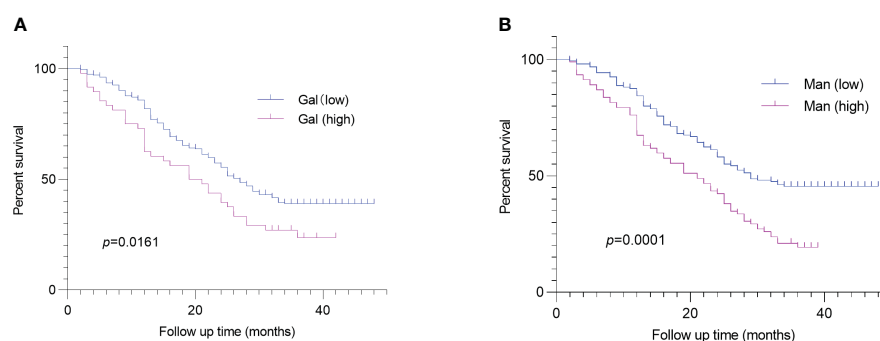 A
Percent survival
100
50
0
0
20
40
Follow up time (months)
Gal(low)
Gal (high)
p=0.0161
B
Percent survival
100
50
0
0
20
40
Follow up time (months)
Man (low)
Man (high)
p=0.0001